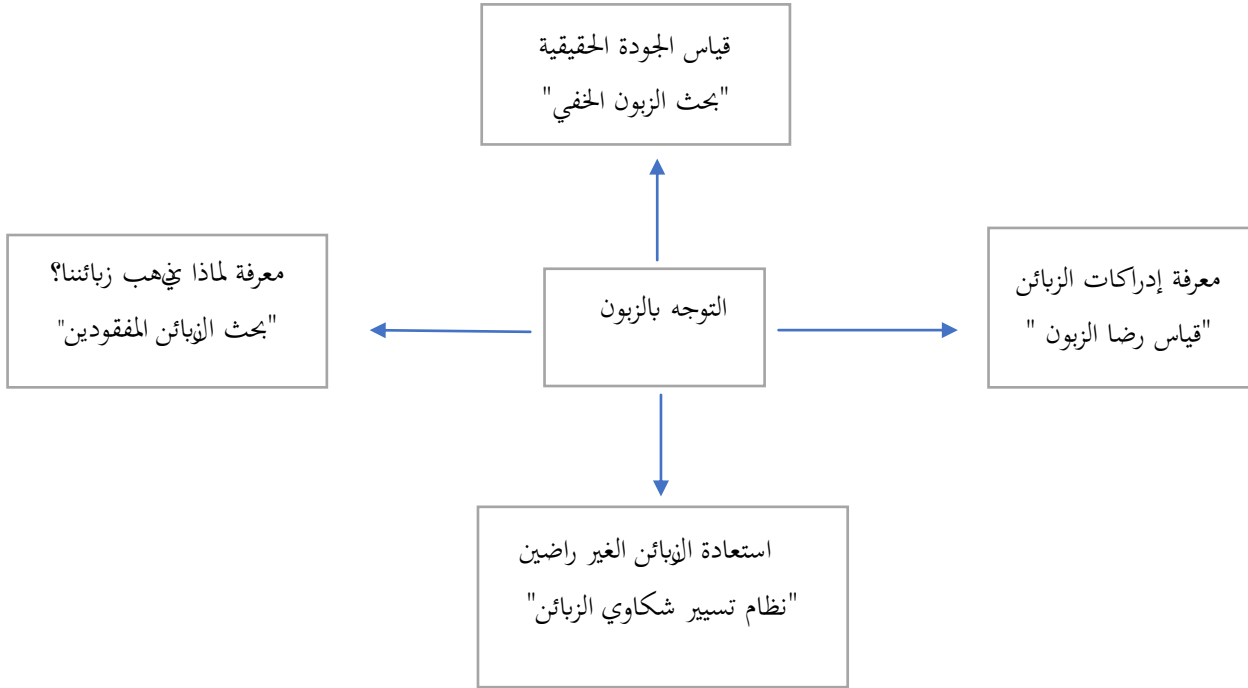 قياس الجودة الحقيقية
"بحث الزبون الخفي"
معرفة إدراكات الزبائن
"قياس رضا الزبون "
التوجه بالزبون
معرفة لماذا يذهب زبائننا؟
"بحث الزبائن المفقودين"
استعادة الزبائن الغير راضين
"نظام تسيير شكاوي الزبائن"